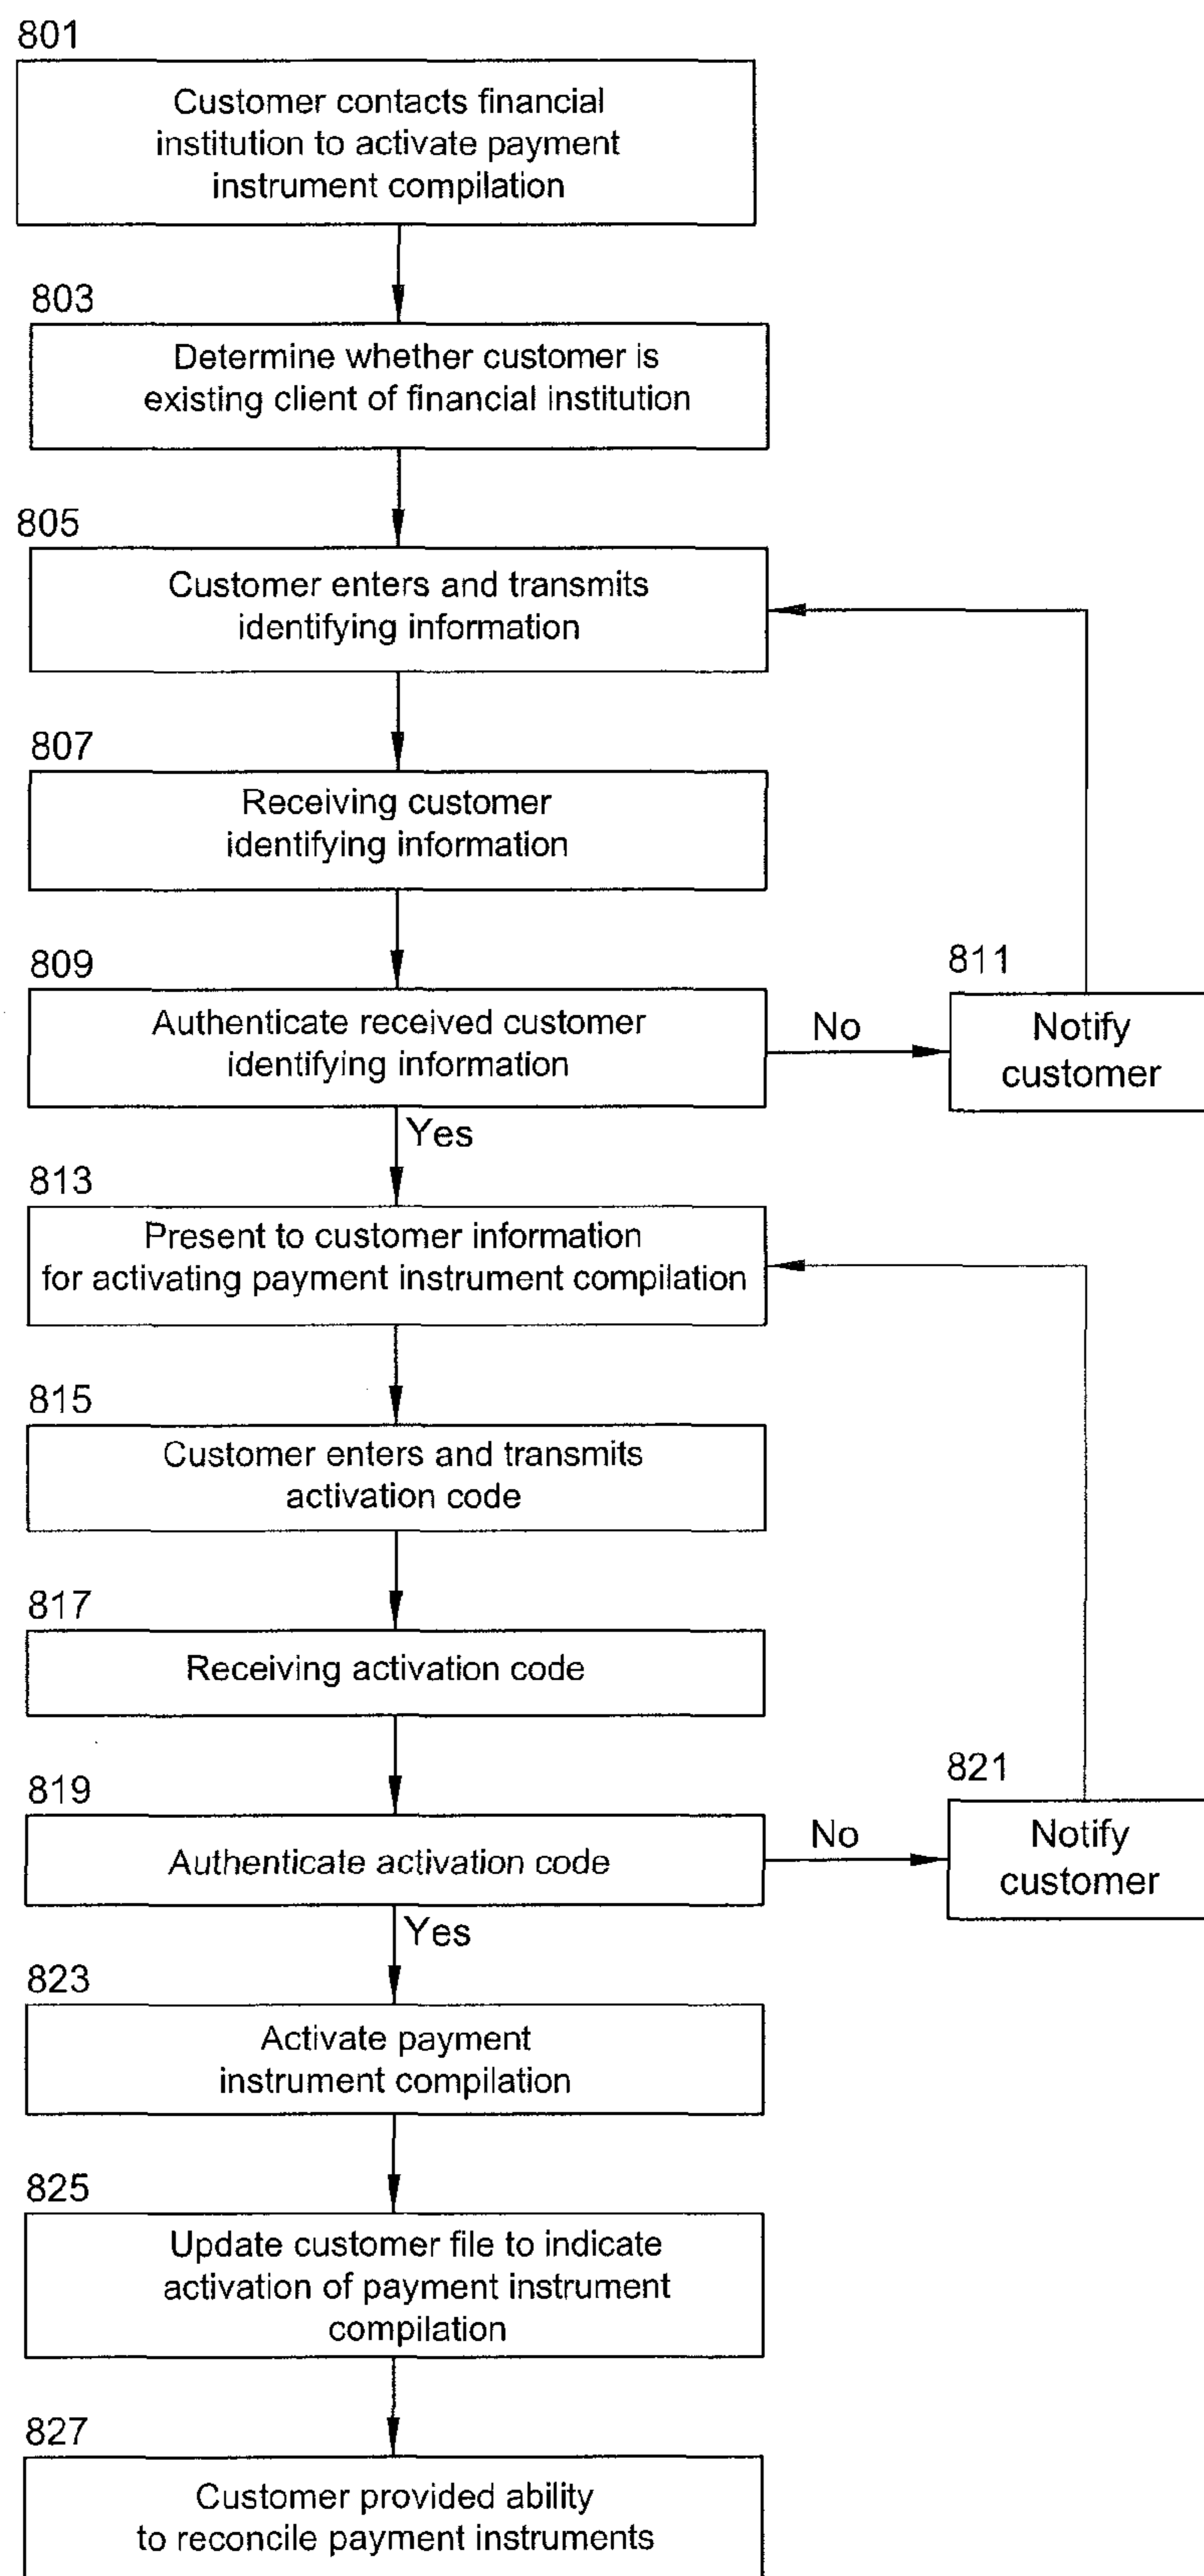 801
Customer contacts financial
institution to activate payment
instrument compilation
803
Determine whether customer is
existing client of financial institution
805
Customer enters and transmits
identifying information
807
Receiving customer
identifying information
809
Authenticate received customer
identifying information
No
811
Notify
customer
Yes
813
Present to customer information
for activating payment instrument compilation
815
Customer enters and transmits
activation code
817
Receiving activation code
819
Authenticate activation code
No
821
Notify
customer
Yes
823
Activate payment
instrument compilation
825
Update customer file to indicate
activation of payment instrument
compilation
827
Customer provided ability
to reconcile payment instruments